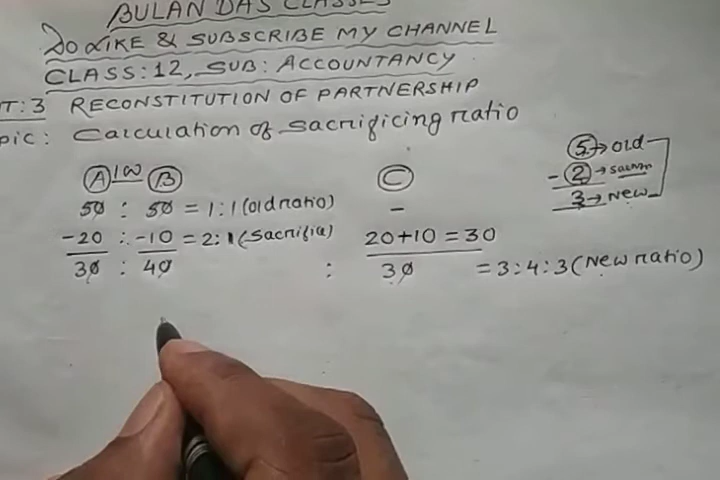 BULAN DAS CLASSES
DO LIKE & SUBSCRIBE MY CHANNEL
CLASS:12, SUB: ACCOUNTANCY
T:3 RECONSTITUTION OF PARTNERSHIP
pic: Calculation of sacrificing ratio
5→old
-2→sacrifi
3→New
A 100 B C
50 : 50 = 1:1 (old ratio) -
-20 : -10 = 2:1 (Sacrifice) 20+10 = 30
30 : 40 : 30 = 3:4:3 (New ratio)